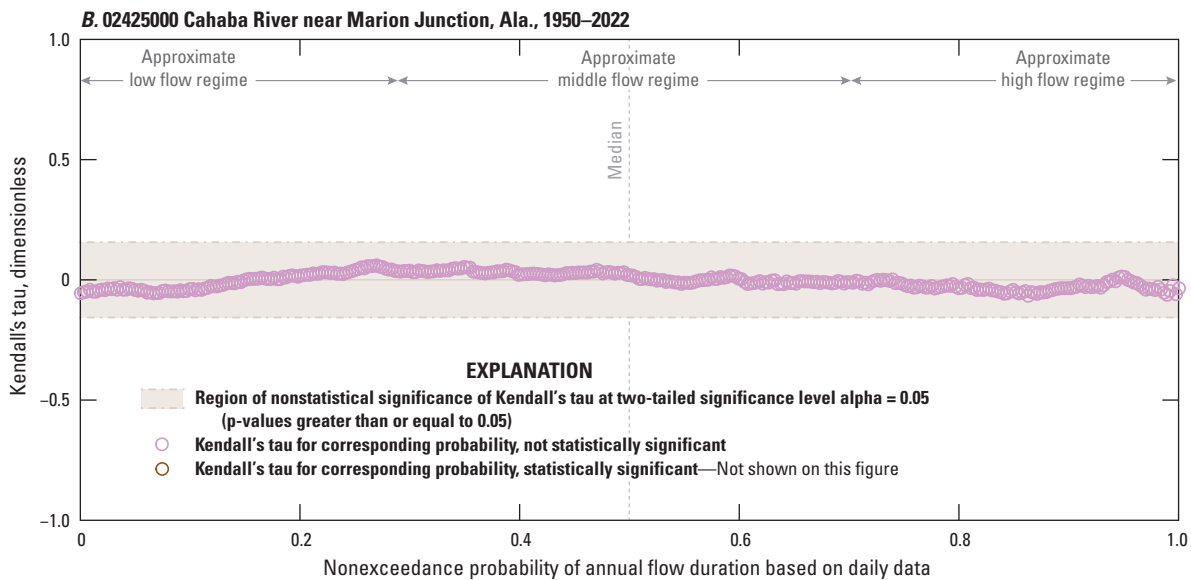 B. 02425000 Cahaba River near Marion Junction, Ala., 1950–2022
1.0
0.5
0
−0.5
−1.0
Kendall's tau, dimensionless
Approximate
low flow regime
Approximate
middle flow regime
Approximate
high flow regime
Median
EXPLANATION
Region of nonstatistical significance of Kendall's tau at two-tailed significance level alpha = 0.05
(p-values greater than or equal to 0.05)
Kendall's tau for corresponding probability, not statistically significant
Kendall's tau for corresponding probability, statistically significant—Not shown on this figure
0 0.2 0.4 0.6 0.8 1.0
Nonexceedance probability of annual flow duration based on daily data